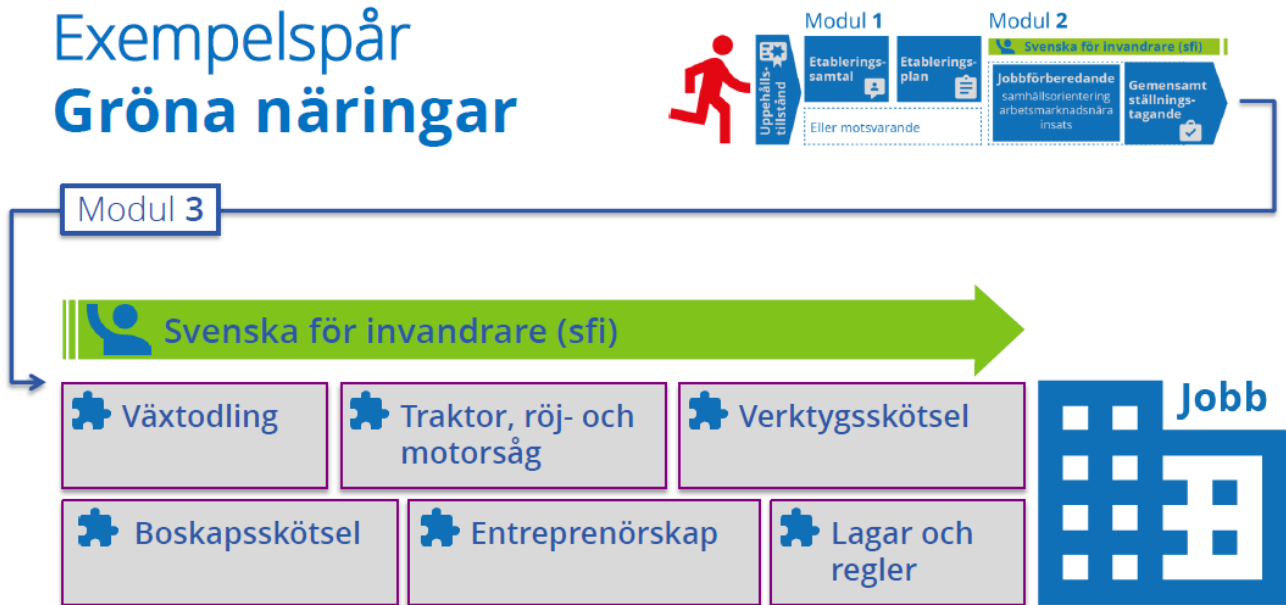 Exempelspår
Gröna näringar
Modul 1
Uppehålls-
tillstånd
Etablerings-
samtal
Etablerings-
plan
Eller motsvarande
Modul 2
Svenska för invandrare (sfi)
Jobbförberedande
samhällsorientering
arbetsmarknadsnära
insats
Gemensamt
ställnings-
tagande
Modul 3
Svenska för invandrare (sfi)
Växtodling
Traktor, röj- och
motorsåg
Verktygsskötsel
Boskapsskötsel
Entreprenörskap
Lagar och
regler
Jobb